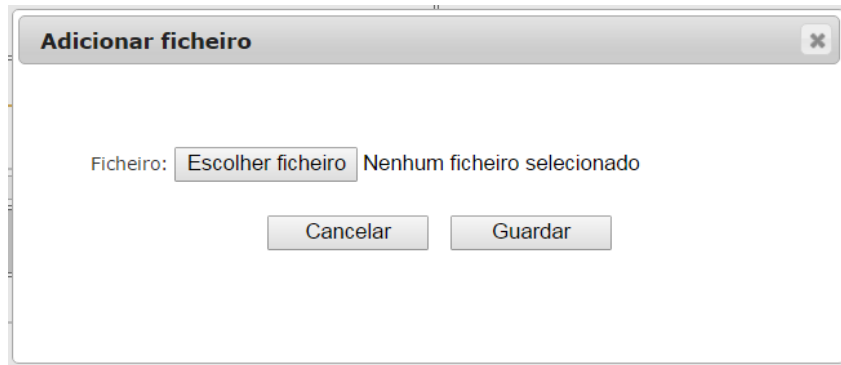 Adicionar ficheiro
Ficheiro: Escolher ficheiro Nenhum ficheiro selecionado
Cancelar Guardar